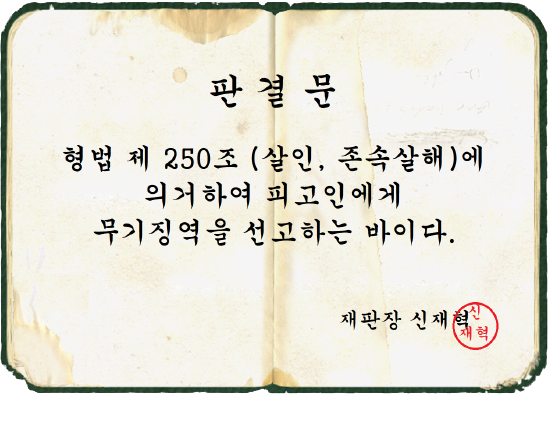 판 결 문
형법 제 250조 (살인, 존속살해)에
의거하여 피고인에게
무기징역을 선고하는 바이다.
재판장 신재혁
신
재혁